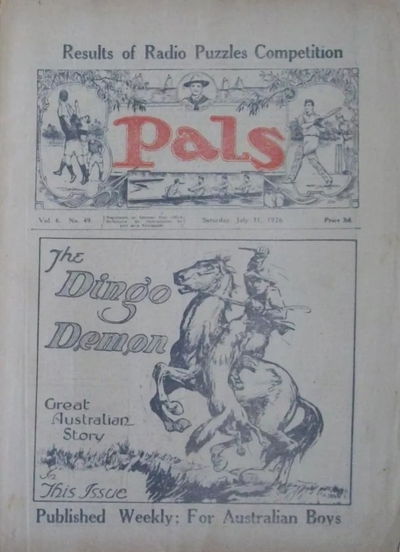 Results of Radio Puzzles Competition
Pals
Vol. 6. No. 49.
Saturday July 31, 1926
Price 3d.
The
Dingo
Demon
Great
Australian
Story
In
This Issue
Published Weekly: For Australian Boys